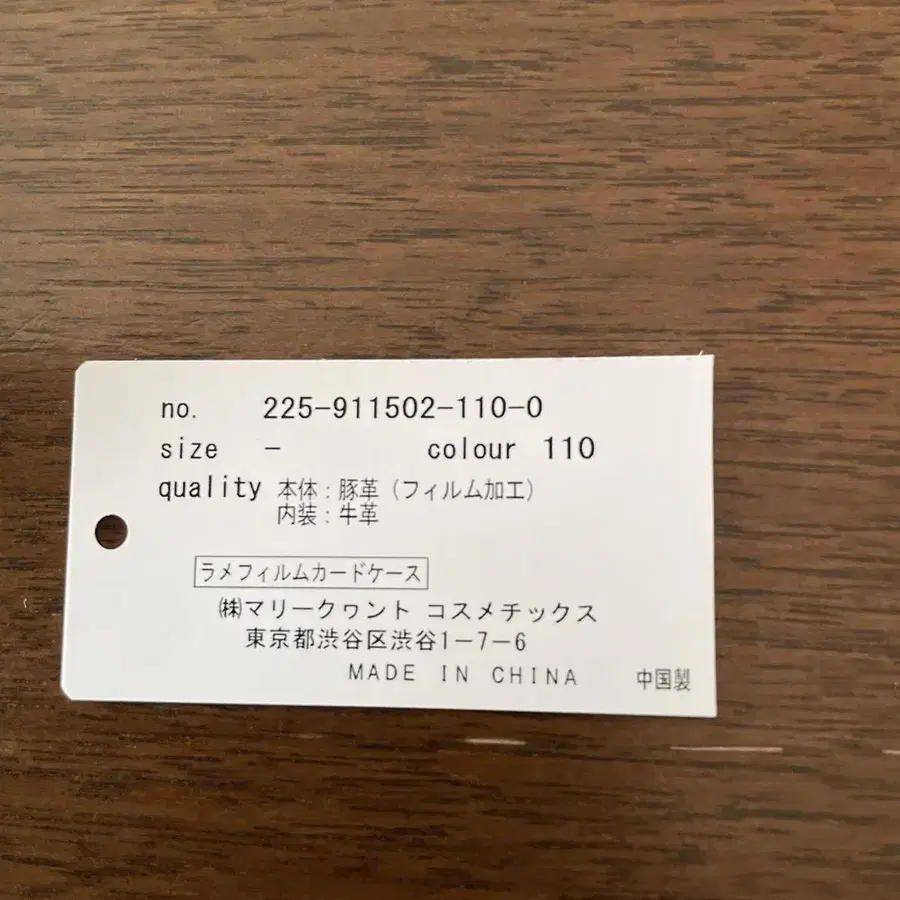 no. 225-911502-110-0
size - colour 110
quality 本体:豚革(フィルム加工)
内装:牛革
ラメフィルムカードケース
㈱マリークヮント コスメチックス
東京都渋谷区渋谷1-7-6
MADE IN CHINA 中国製